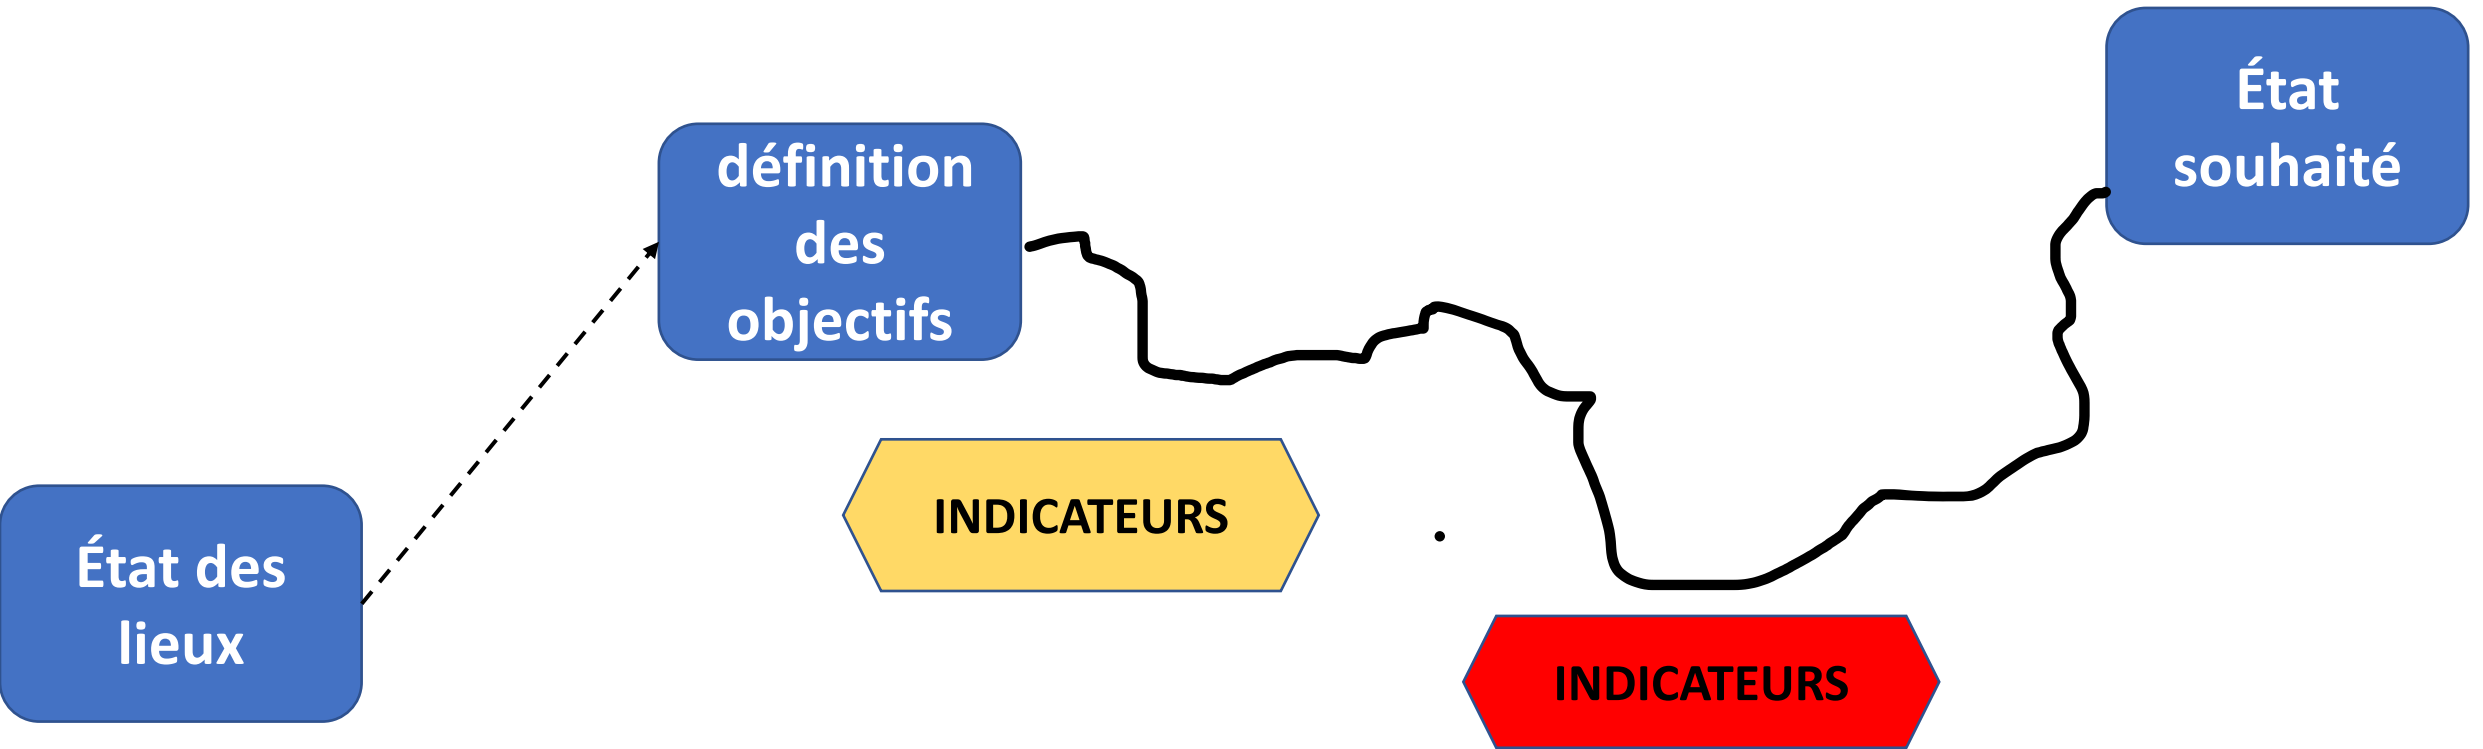 État
souhaité
définition
des
objectifs
INDICATEURS
État des
lieux
INDICATEURS